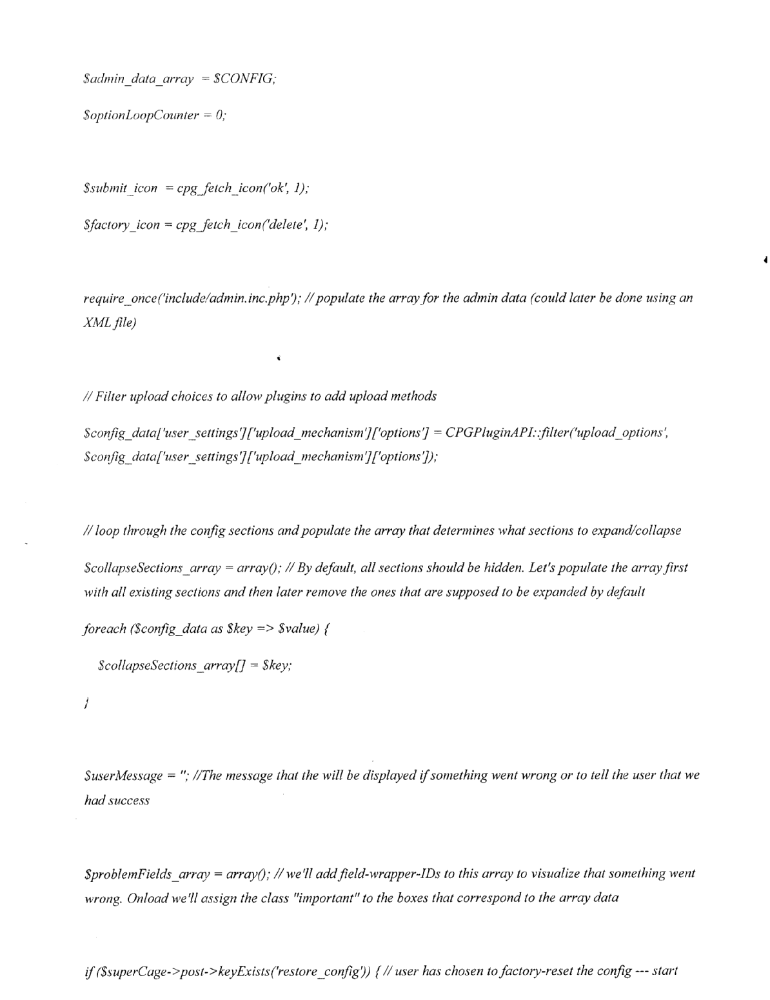 $admin_data_array  = $CONFIG;
$optionLoopCounter = 0;
$submit_icon  = cpg_fetch_icon('ok', 1);
$factory_icon = cpg_fetch_icon('delete', 1);
require_once('include/admin.inc.php'); // populate the array for the admin data (could later be done using an
XML file)
// Filter upload choices to allow plugins to add upload methods
$config_data['user_settings']['upload_mechanism']['options'] = CPGPluginAPI::filter('upload_options',
$config_data['user_settings']['upload_mechanism']['options']);
// loop through the config sections and populate the array that determines what sections to expand/collapse
$collapseSections_array = array(); // By default, all sections should be hidden. Let's populate the array first
with all existing sections and then later remove the ones that are supposed to be expanded by default
foreach ($config_data as $key => $value) {
$collapseSections_array[] = $key;
}
$userMessage = ''; //The message that the will be displayed if something went wrong or to tell the user that we
had success
$problemFields_array = array(); // we'll add field-wrapper-IDs to this array to visualize that something went
wrong. Onload we'll assign the class "important" to the boxes that correspond to the array data
if ($superCage->post->keyExists('restore_config')) { // user has chosen to factory-reset the config --- start